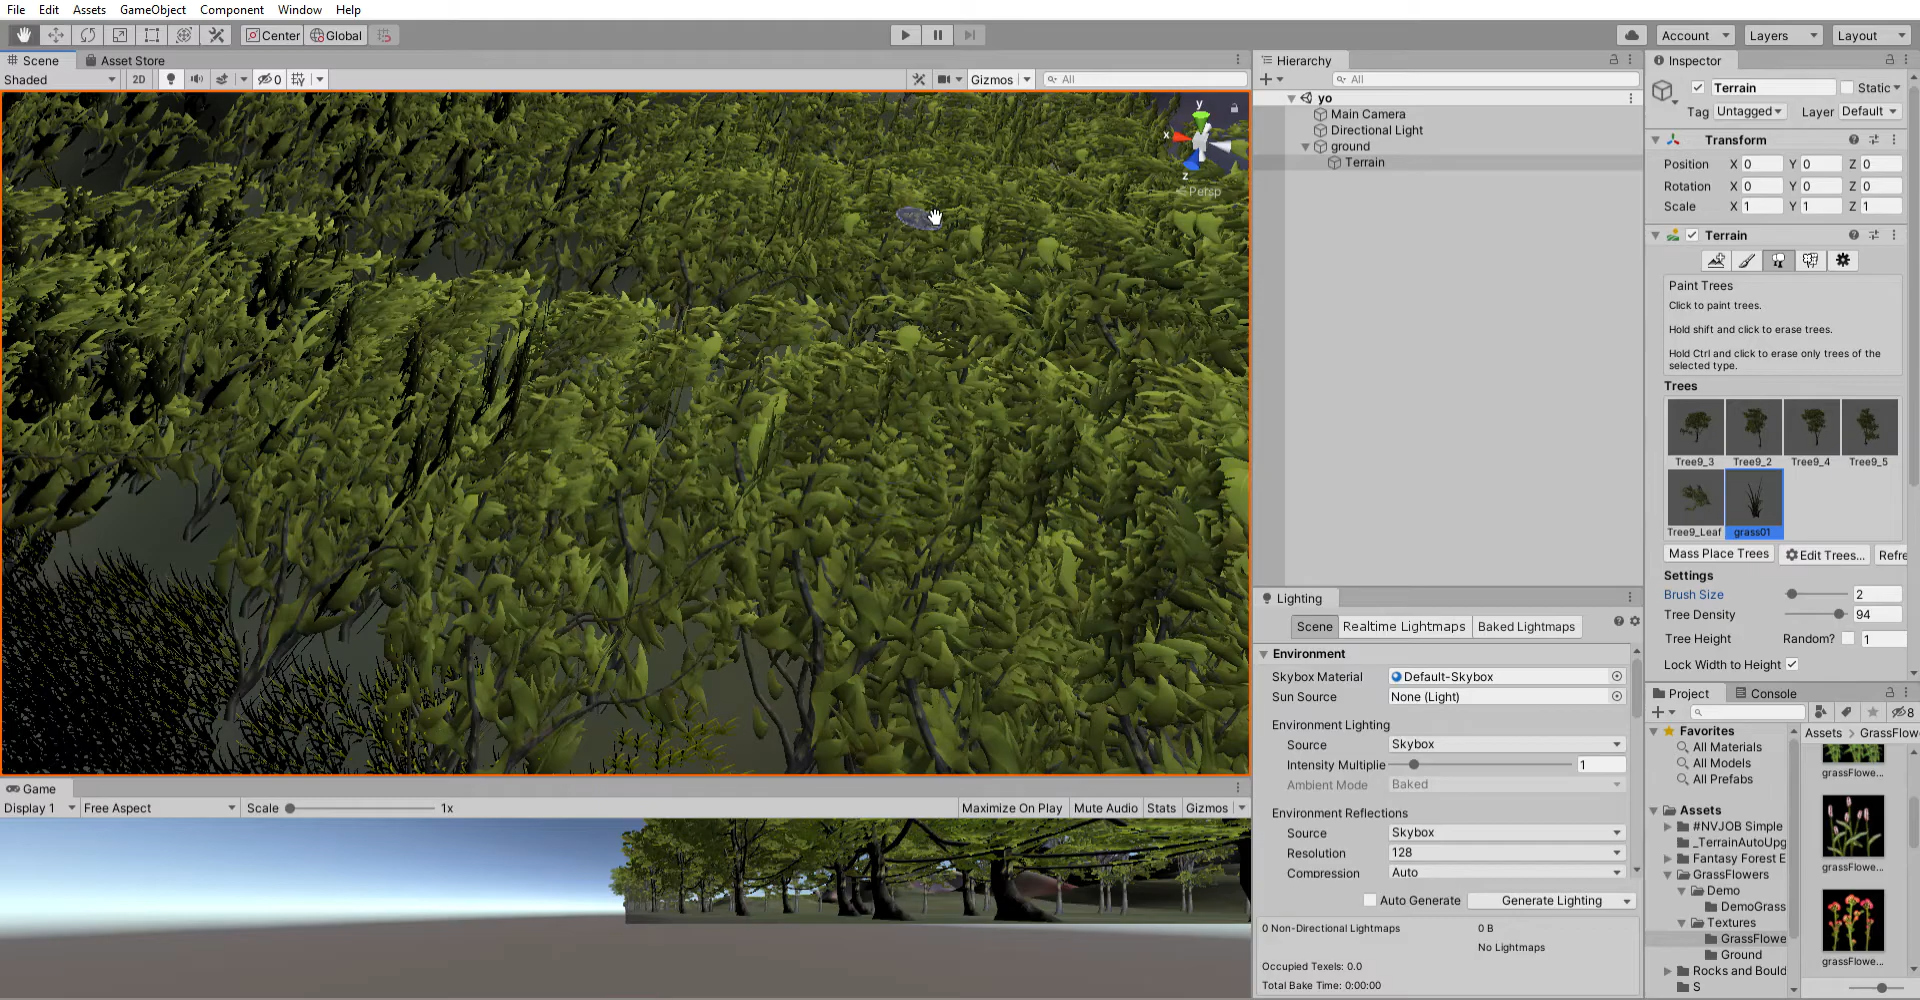 File Edit Assets GameObject Component Window Help
Center Global Account Layers Layout
Scene Asset Store
Shaded 2D 0 Gizmos All
y
x
z
Persp
Hierarchy
All
yo
Main Camera
Directional Light
ground
Terrain
Lighting
Scene Realtime Lightmaps Baked Lightmaps
Environment
Skybox Material Default-Skybox
Sun Source None (Light)
Environment Lighting
Source Skybox
Intensity Multiplie 1
Ambient Mode Baked
Environment Reflections
Source Skybox
Resolution 128
Compression Auto
Auto Generate Generate Lighting
0 Non-Directional Lightmaps 0 B
No Lightmaps
Occupied Texels: 0.0
Total Bake Time: 0:00:00
Inspector
Terrain Static
Tag Untagged Layer Default
Transform
Position X 0 Y 0 Z 0
Rotation X 0 Y 0 Z 0
Scale X 1 Y 1 Z 1
Terrain
Paint Trees
Click to paint trees.
Hold shift and click to erase trees.
Hold Ctrl and click to erase only trees of the
selected type.
Trees
Tree9_3 Tree9_2 Tree9_4 Tree9_5
Tree9_Leaf grass01
Mass Place Trees Edit Trees... Refre
Settings
Brush Size 2
Tree Density 94
Tree Height Random? 1
Lock Width to Height
Project Console
8
Favorites
All Materials
All Models
All Prefabs
Assets
#NVJOB Simple
_TerrainAutoUpg
Fantasy Forest E
GrassFlowers
Demo
DemoGrass
Textures
GrassFlowe
Ground
Rocks and Bould
S
Assets > GrassFlowe
grassFlowe...
grassFlowe...
grassFlowe...
Game
Display 1 Free Aspect Scale 1x Maximize On Play Mute Audio Stats Gizmos